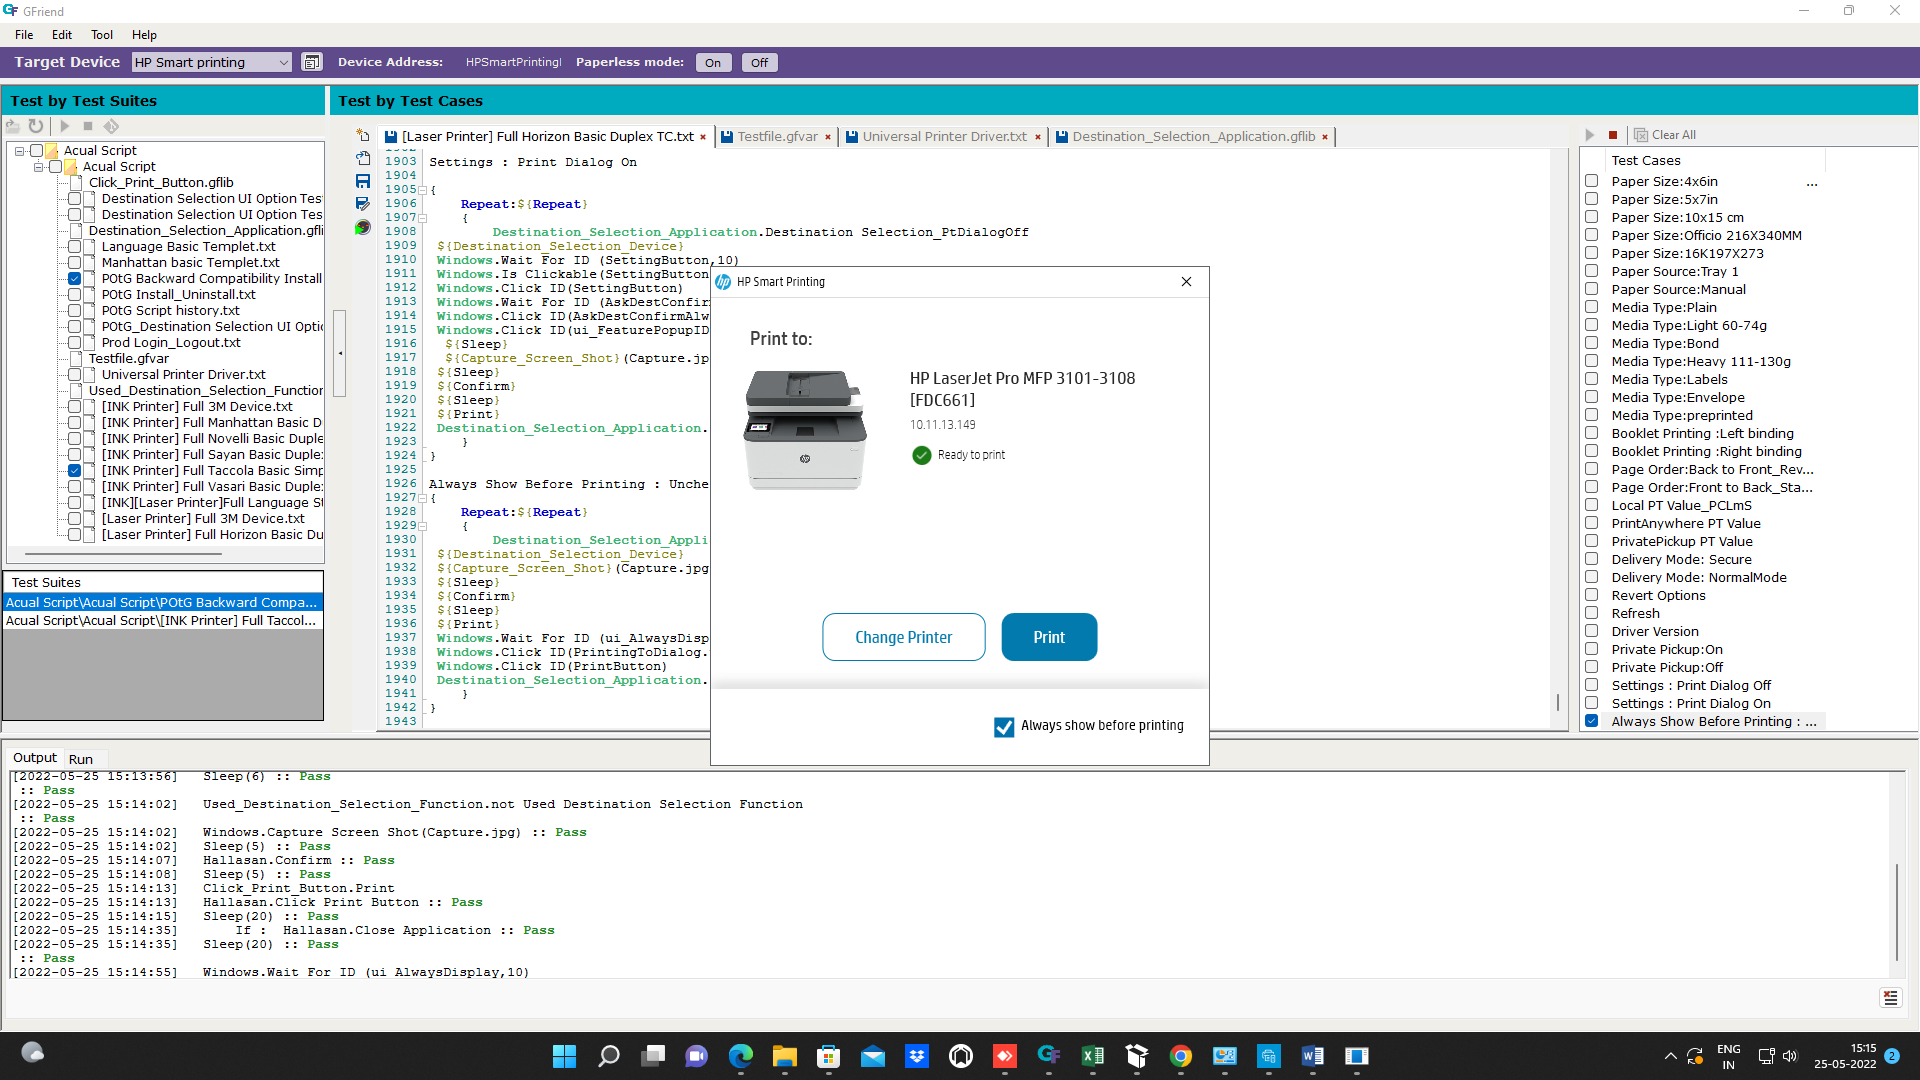 GFriend
File Edit Tool Help
Target Device HP Smart printing Device Address: HPSmartPrintingI Paperless mode: On Off
Test by Test Suites
Acual Script
Acual Script
Click_Print_Button.gflib
Destination Selection UI Option Tes
Destination Selection UI Option Tes
Destination_Selection_Application.gfli
Language Basic Templet.txt
Manhattan basic Templet.txt
POtG Backward Compatibility Install
POtG Install_Uninstall.txt
POtG Script history.txt
POtG_Destination Selection UI Optic
Prod Login_Logout.txt
Testfile.gfvar
Universal Printer Driver.txt
Used_Destination_Selection_Function
[INK Printer] Full 3M Device.txt
[INK Printer] Full Manhattan Basic D
[INK Printer] Full Novelli Basic Duple
[INK Printer] Full Sayan Basic Duple:
[INK Printer] Full Taccola Basic Simp
[INK Printer] Full Vasari Basic Duple:
[INK][Laser Printer]Full Language St
[Laser Printer] Full 3M Device.txt
[Laser Printer] Full Horizon Basic Du
Test Suites
Acual Script\Acual Script\POtG Backward Compa...
Acual Script\Acual Script\[INK Printer] Full Taccol...
Test by Test Cases
[Laser Printer] Full Horizon Basic Duplex TC.txt × Testfile.gfvar × Universal Printer Driver.txt × Destination_Selection_Application.gflib ×
1903 Settings : Print Dialog On
1904
1905 {
1906 Repeat:${Repeat}
1907 {
1908 Destination_Selection_Application.Destination Selection_PtDialogOff
1909 ${Destination_Selection_Device}
1910 Windows.Wait For ID (SettingButton,10)
1911 Windows.Is Clickable(SettingButton,
1912 Windows.Click ID(SettingButton)
1913 Windows.Wait For ID (AskDestConfirm
1914 Windows.Click ID(AskDestConfirmAlw
1915 Windows.Click ID(ui_FeaturePopupID
1916 ${Sleep}
1917 ${Capture_Screen_Shot}(Capture.jp
1918 ${Sleep}
1919 ${Confirm}
1920 ${Sleep}
1921 ${Print}
1922 Destination_Selection_Application.
1923 }
1924 }
1925
1926 Always Show Before Printing : Unche
1927 {
1928 Repeat:${Repeat}
1929 {
1930 Destination_Selection_Appli
1931 ${Destination_Selection_Device}
1932 ${Capture_Screen_Shot}(Capture.jpg
1933 ${Sleep}
1934 ${Confirm}
1935 ${Sleep}
1936 ${Print}
1937 Windows.Wait For ID (ui_AlwaysDisp
1938 Windows.Click ID(PrintingToDialog.
1939 Windows.Click ID(PrintButton)
1940 Destination_Selection_Application.
1941 }
1942 }
1943
HP Smart Printing
Print to:
HP LaserJet Pro MFP 3101-3108
[FDC661]
10.11.13.149
Ready to print
Change Printer Print
Always show before printing
Clear All
Test Cases
Paper Size:4x6in ...
Paper Size:5x7in
Paper Size:10x15 cm
Paper Size:Officio 216X340MM
Paper Size:16K197X273
Paper Source:Tray 1
Paper Source:Manual
Media Type:Plain
Media Type:Light 60-74g
Media Type:Bond
Media Type:Heavy 111-130g
Media Type:Labels
Media Type:Envelope
Media Type:preprinted
Booklet Printing :Left binding
Booklet Printing :Right binding
Page Order:Back to Front_Rev...
Page Order:Front to Back_Sta...
Local PT Value_PCLmS
PrintAnywhere PT Value
PrivatePickup PT Value
Delivery Mode: Secure
Delivery Mode: NormalMode
Revert Options
Refresh
Driver Version
Private Pickup:On
Private Pickup:Off
Settings : Print Dialog Off
Settings : Print Dialog On
Always Show Before Printing : ...
Output Run
[2022-05-25 15:13:56] Sleep(6) :: Pass
:: Pass
[2022-05-25 15:14:02] Used_Destination_Selection_Function.not Used Destination Selection Function
:: Pass
[2022-05-25 15:14:02] Windows.Capture Screen Shot(Capture.jpg) :: Pass
[2022-05-25 15:14:02] Sleep(5) :: Pass
[2022-05-25 15:14:07] Hallasan.Confirm :: Pass
[2022-05-25 15:14:08] Sleep(5) :: Pass
[2022-05-25 15:14:13] Click_Print_Button.Print
[2022-05-25 15:14:13] Hallasan.Click Print Button :: Pass
[2022-05-25 15:14:15] Sleep(20) :: Pass
[2022-05-25 15:14:35] If : Hallasan.Close Application :: Pass
[2022-05-25 15:14:35] Sleep(20) :: Pass
:: Pass
[2022-05-25 15:14:55] Windows.Wait For ID (ui AlwaysDisplay,10)
ENG
IN
15:15
25-05-2022
2